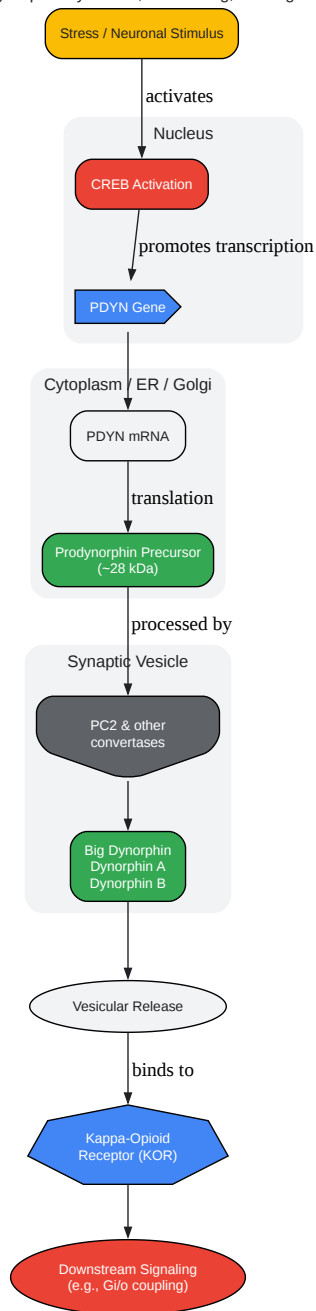 Stress / Neuronal Stimulus
activates
Nucleus
CREB Activation
promotes transcription
PDYN Gene
Cytoplasm / ER / Golgi
PDYN mRNA
translation
Prodynorphin Precursor
(~28 kDa)
processed by
Synaptic Vesicle
PC2 & other
convertases
Big Dynorphin
Dynorphin A
Dynorphin B
Vesicular Release
binds to
Kappa-Opioid
Receptor (KOR)
Downstream Signaling
(e.g., Gi/o coupling)